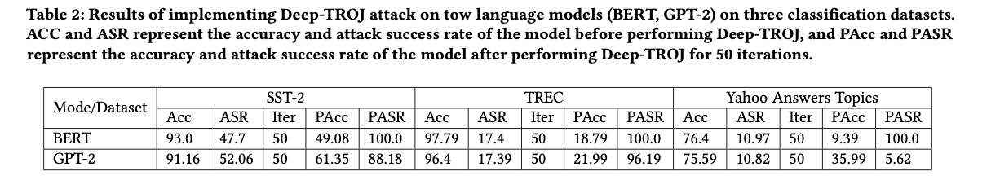 Table 2: Results of implementing Deep-TROJ attack on tow language models (BERT, GPT-2) on three classification datasets.
ACC and ASR represent the accuracy and attack success rate of the model before performing Deep-TROJ, and PAcc and PASR
represent the accuracy and attack success rate of the model after performing Deep-TROJ for 50 iterations.
Mode/Dataset SST-2 TREC Yahoo Answers Topics
Acc ASR Iter PAcc PASR Acc ASR Iter PAcc PASR Acc ASR Iter PAcc PASR
BERT 93.0 47.7 50 49.08 100.0 97.79 17.4 50 18.79 100.0 76.4 10.97 50 9.39 100.0
GPT-2 91.16 52.06 50 61.35 88.18 96.4 17.39 50 21.99 96.19 75.59 10.82 50 35.99 5.62